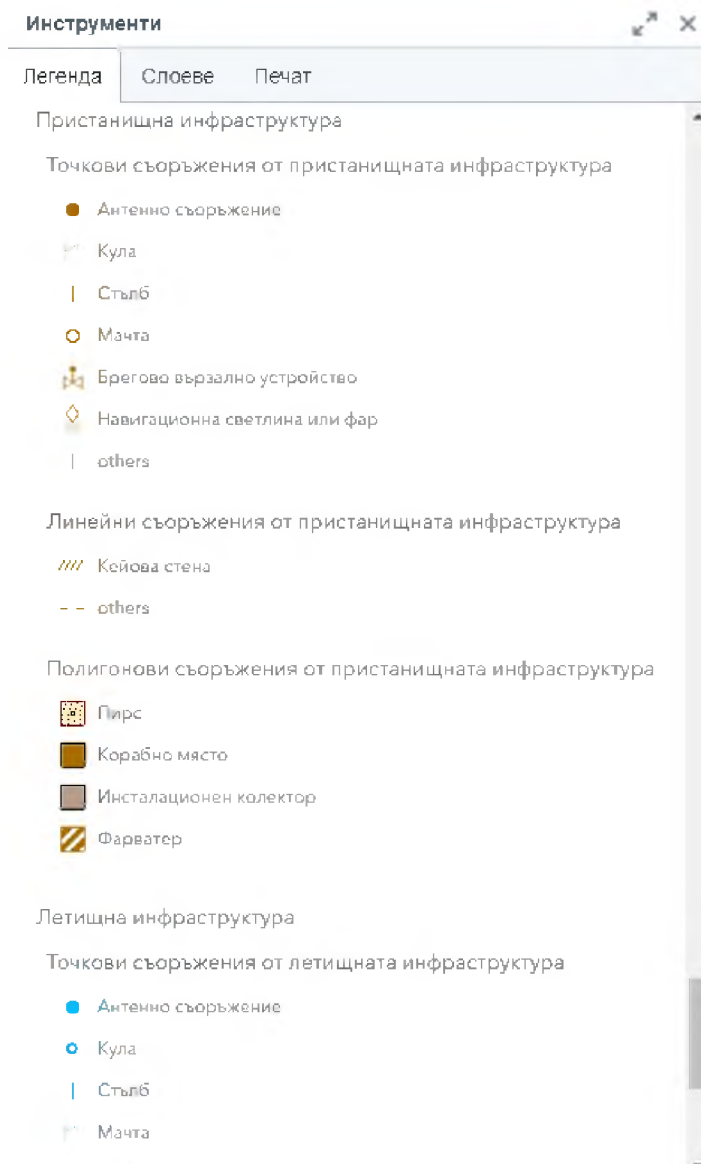 Инструменти
Легенда Слоеве Печат
Пристанищна инфраструктура
Точкови съоръжения от пристанищната инфраструктура
Антенно съоръжение
Кула
Стълб
Мачта
Брегово вързално устройство
Навигационна светлина или фар
others
Линейни съоръжения от пристанищната инфраструктура
Кейова стена
others
Полигонови съоръжения от пристанищната инфраструктура
Пирс
Корабно място
Инсталационен колектор
Фарватер
Летищна инфраструктура
Точкови съоръжения от летищната инфраструктура
Антенно съоръжение
Кула
Стълб
Мачта